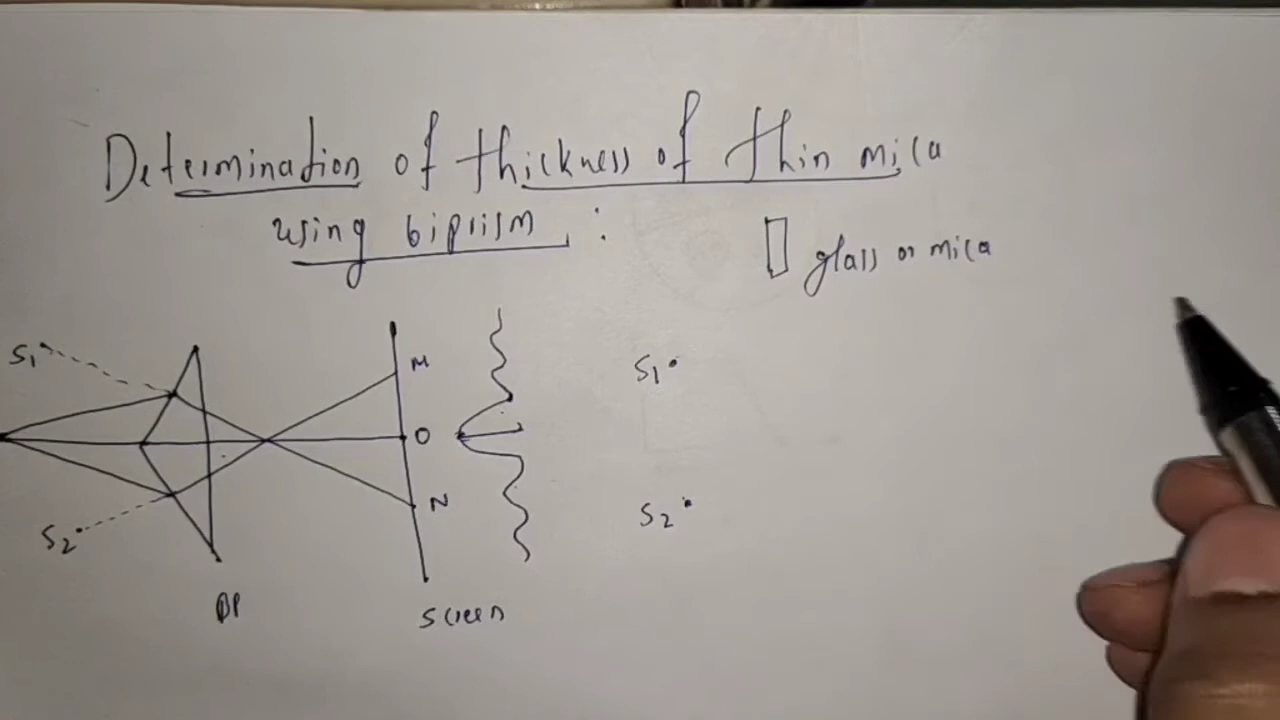 Determination of thickness of thin mica
using biprism :
glass or mica
S1
M
O
N
S2
BP
Screen
S1
S2